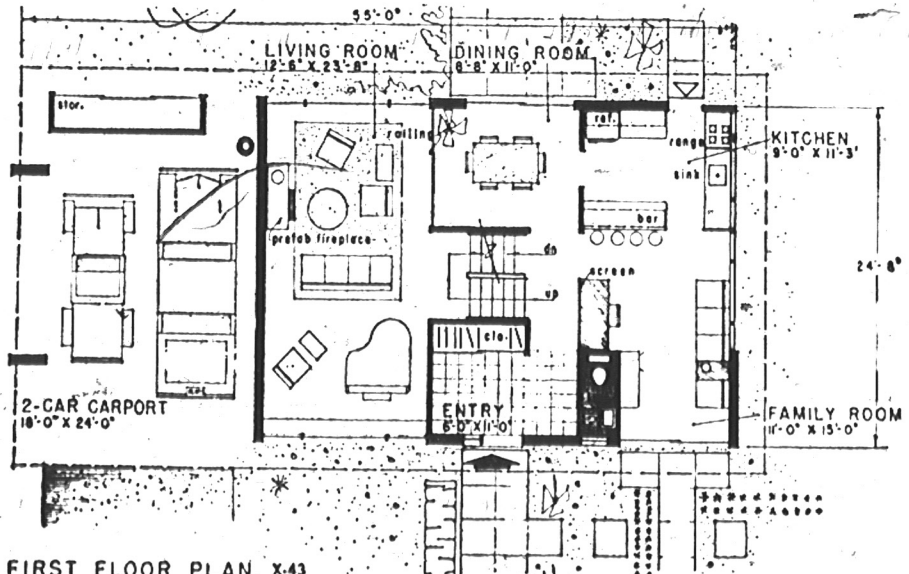 55'-0"
LIVING ROOM
12'-6" X 23'-8"
DINING ROOM
8'-8" X 11'-0"
stor.
railing
ref.
range
KITCHEN
9'-0" X 11'-3"
sink
prefab fireplace
bar
dn
screen
24'-8"
up
clo.
2-CAR CARPORT
18'-0" X 24'-0"
ENTRY
6'-0" X 11'-0"
FAMILY ROOM
11'-0" X 15'-0"
FIRST FLOOR PLAN X-43